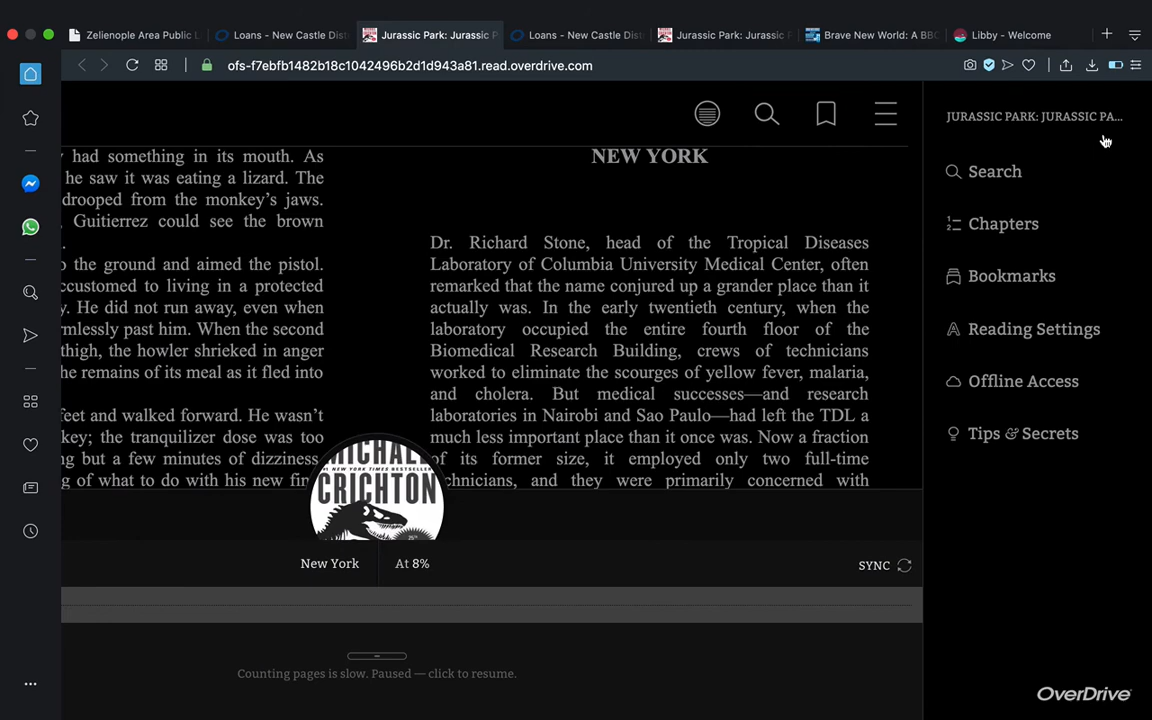 Zelienople Area Public L
Loans - New Castle Dist
Jurassic Park: Jurassic P
Loans - New Castle Dist
Jurassic Park: Jurassic P
Brave New World: A BBC
Libby - Welcome
ofs-f7ebfb1482b18c1042496b2d1d943a81.read.overdrive.com
had something in its mouth. As
he saw it was eating a lizard. The
drooped from the monkey's jaws.
Guitierrez could see the brown
o the ground and aimed the pistol.
ccustomed to living in a protected
y. He did not run away, even when
rmlessly past him. When the second
thigh, the howler shrieked in anger
he remains of its meal as it fled into
feet and walked forward. He wasn't
key; the tranquilizer dose was too
ng but a few minutes of dizziness.
g of what to do with his new fin
NEW YORK
Dr. Richard Stone, head of the Tropical Diseases
Laboratory of Columbia University Medical Center, often
remarked that the name conjured up a grander place than it
actually was. In the early twentieth century, when the
laboratory occupied the entire fourth floor of the
Biomedical Research Building, crews of technicians
worked to eliminate the scourges of yellow fever, malaria,
and cholera. But medical successes—and research
laboratories in Nairobi and Sao Paulo—had left the TDL a
much less important place than it once was. Now a fraction
of its former size, it employed only two full-time
chnicians, and they were primarily concerned with
MICHAEL
#1 NEW YORK TIMES BESTSELLER
CRICHTON
New York
At 8%
SYNC
Counting pages is slow. Paused — click to resume.
JURASSIC PARK: JURASSIC PA...
Search
Chapters
Bookmarks
Reading Settings
Offline Access
Tips & Secrets
OverDrive